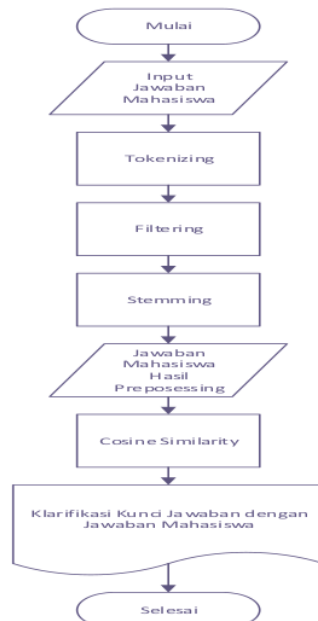 Mulai
Input
Jawaban
Mahasiswa
Tokenizing
Filtering
Stemming
Jawaban
Mahasiswa
Hasil
Preposessing
Cosine Similarity
Klarifikasi Kunci Jawaban dengan
Jawaban Mahasiswa
Selesai